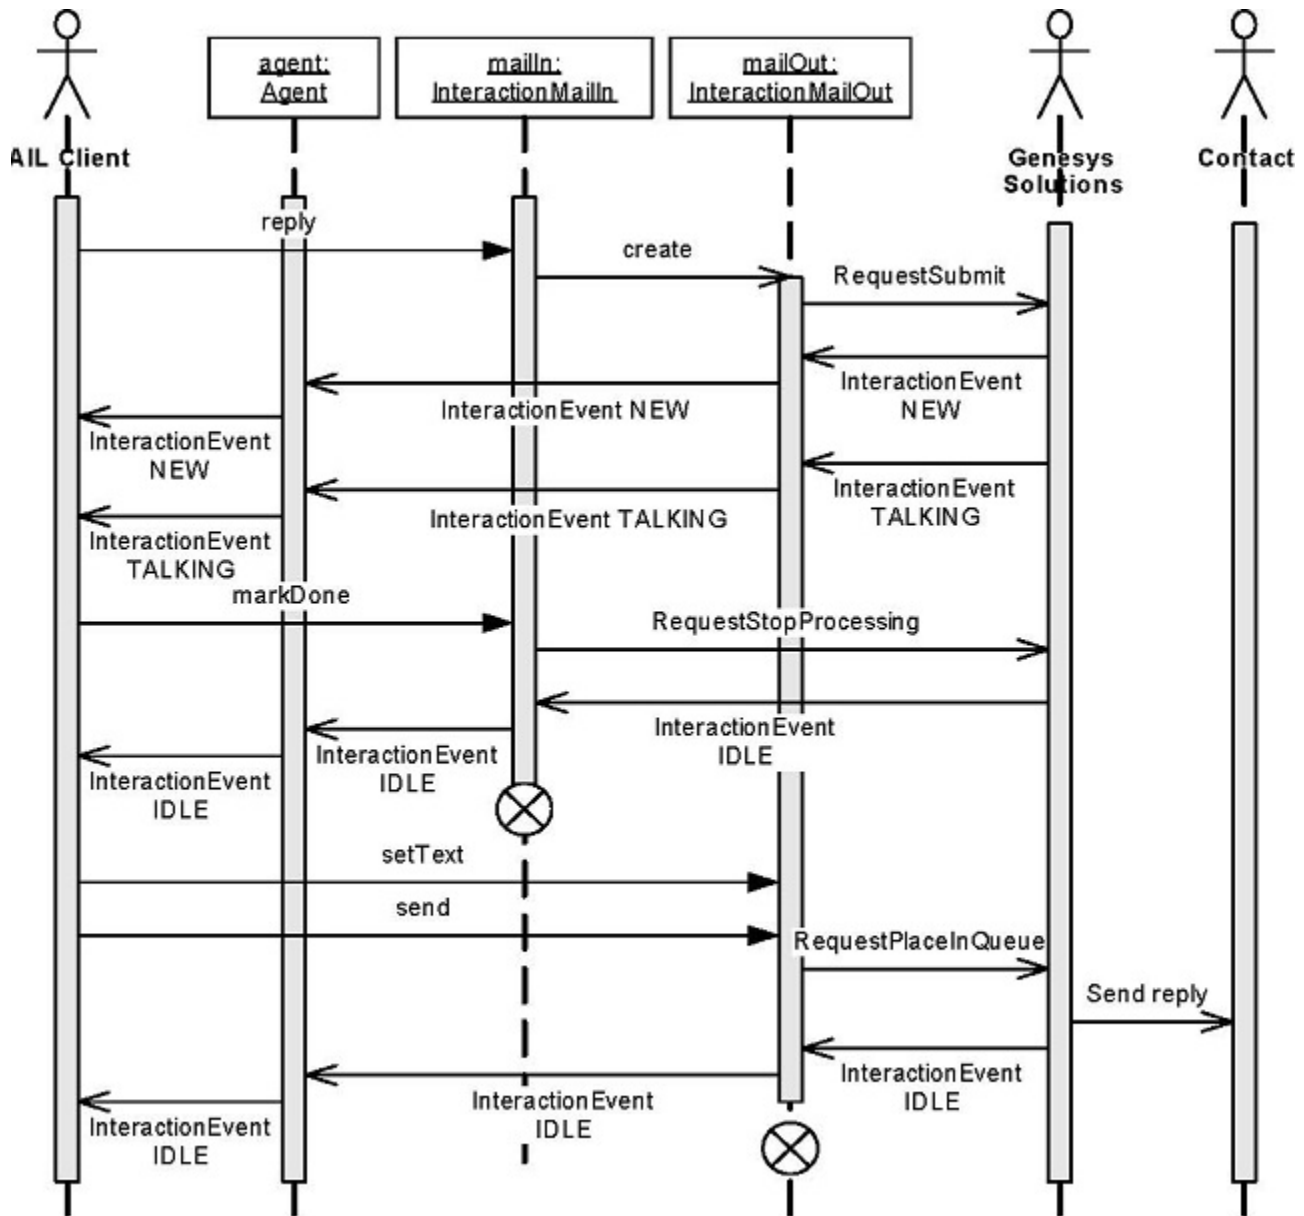 agent:
Agent
mailIn:
InteractionMailIn
mailOut:
InteractionMailOut
AIL Client
Genesys
Solutions
Contact
reply
create
RequestSubmit
InteractionEvent
NEW
InteractionEvent NEW
InteractionEvent
NEW
InteractionEvent
TALKING
InteractionEvent TALKING
InteractionEvent
TALKING
markDone
RequestStopProcessing
InteractionEvent
IDLE
InteractionEvent
IDLE
InteractionEvent
IDLE
setText
send
RequestPlaceInQueue
Send reply
InteractionEvent
IDLE
InteractionEvent
IDLE
InteractionEvent
IDLE